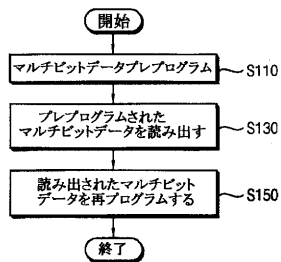 開始
マルチビットデータプレプログラム
S110
プレプログラムされた
マルチビットデータを読み出す
S130
読み出されたマルチビット
データを再プログラムする
S150
終了